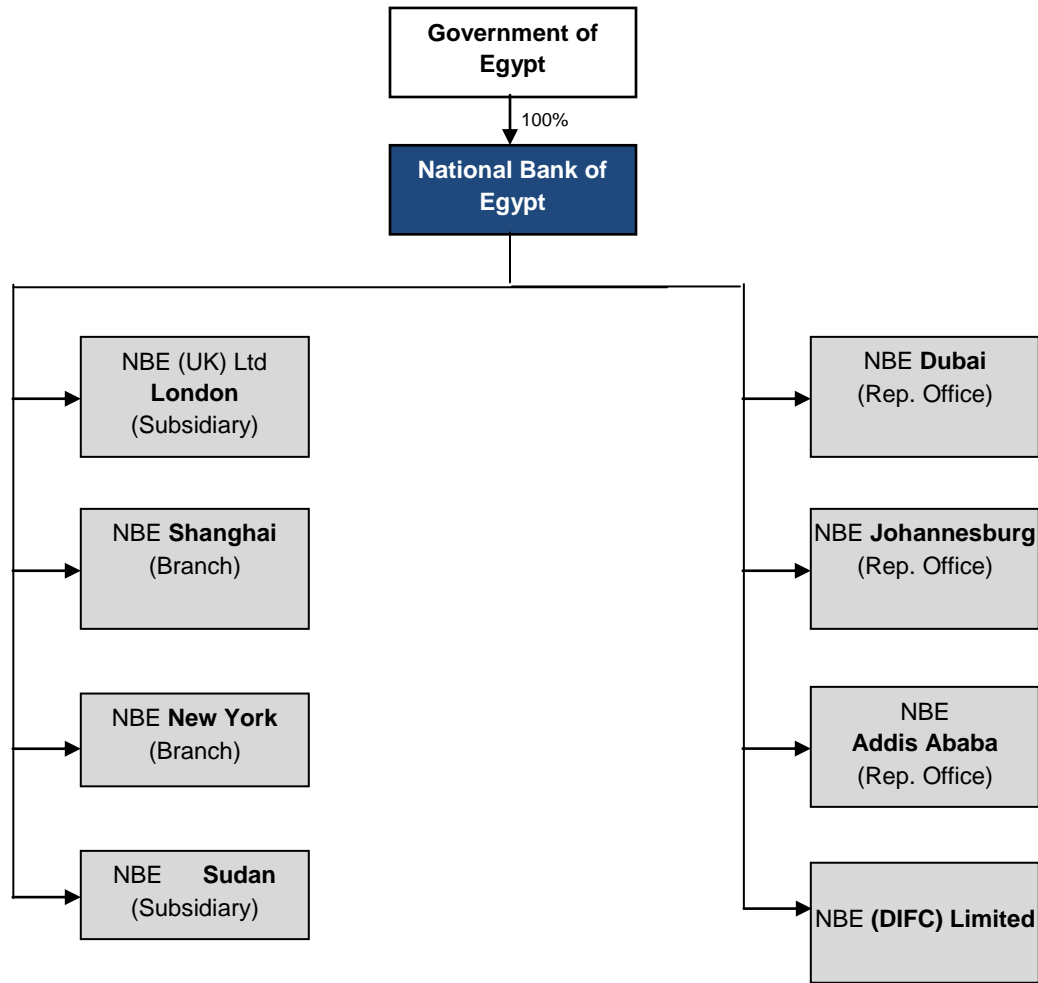 Government of
Egypt
100%
National Bank of
Egypt
NBE (UK) Ltd
London
(Subsidiary)
NBE Shanghai
(Branch)
NBE New York
(Branch)
NBE Sudan
(Subsidiary)
NBE Dubai
(Rep. Office)
NBE Johannesburg
(Rep. Office)
NBE
Addis Ababa
(Rep. Office)
NBE (DIFC) Limited